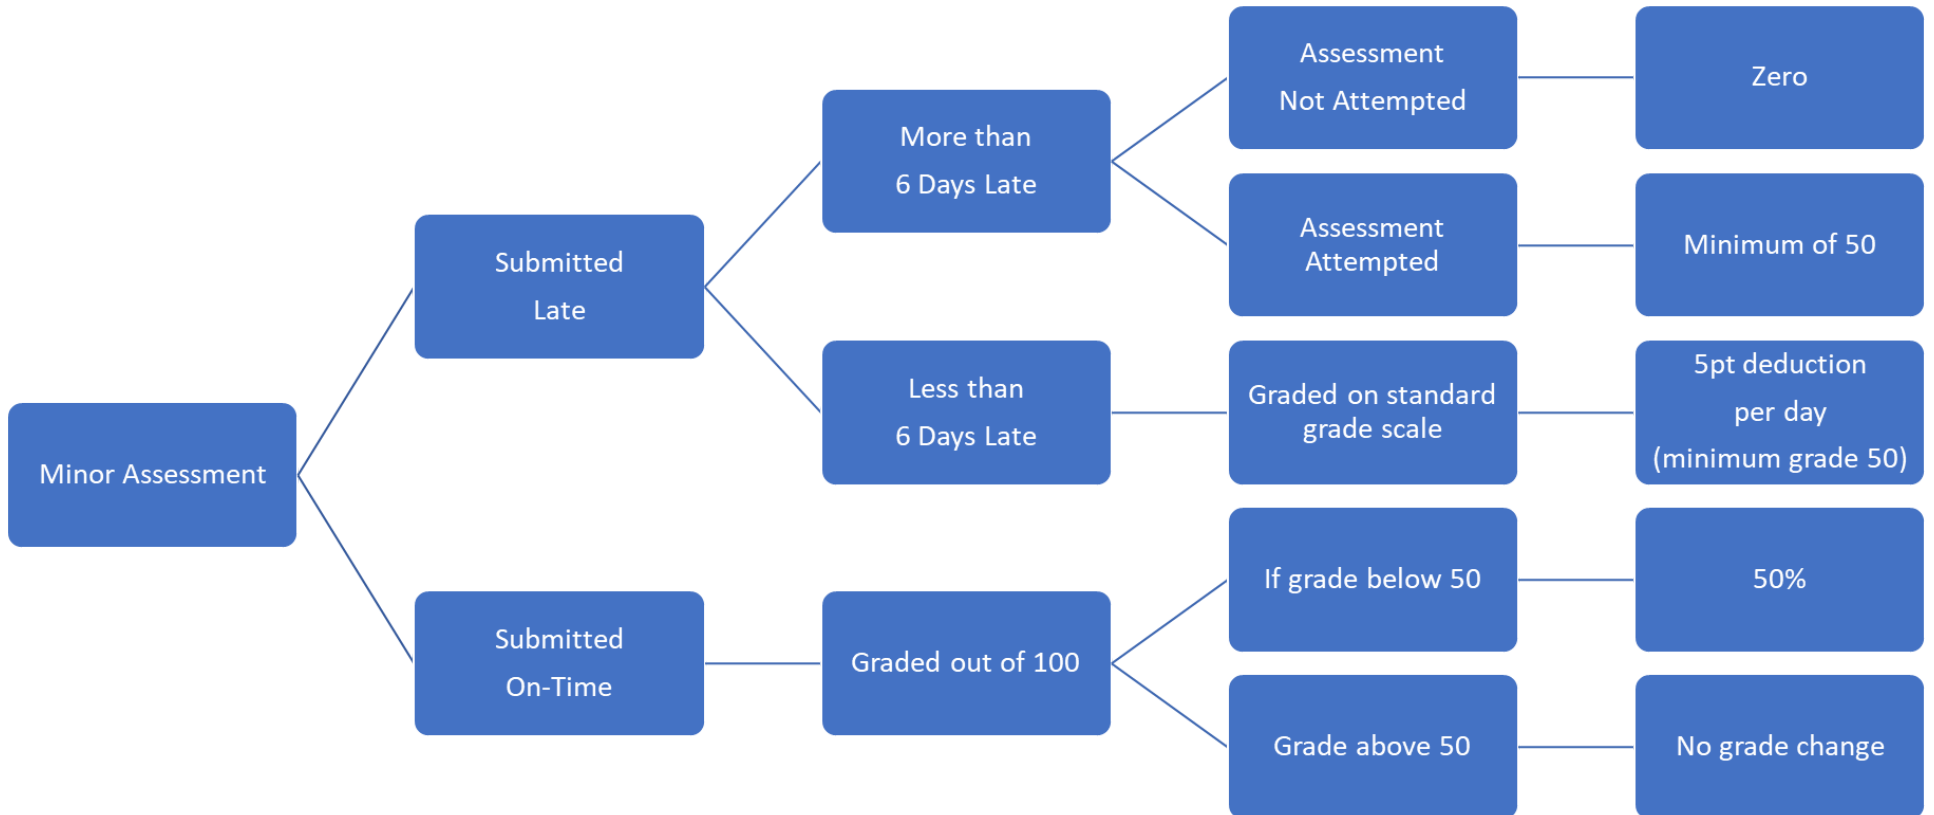 Minor Assessment
Submitted
Late
Submitted
On-Time
More than
6 Days Late
Less than
6 Days Late
Graded out of 100
Assessment
Not Attempted
Assessment
Attempted
Graded on standard
grade scale
If grade below 50
Grade above 50
Zero
Minimum of 50
5pt deduction
per day
(minimum grade 50)
50%
No grade change